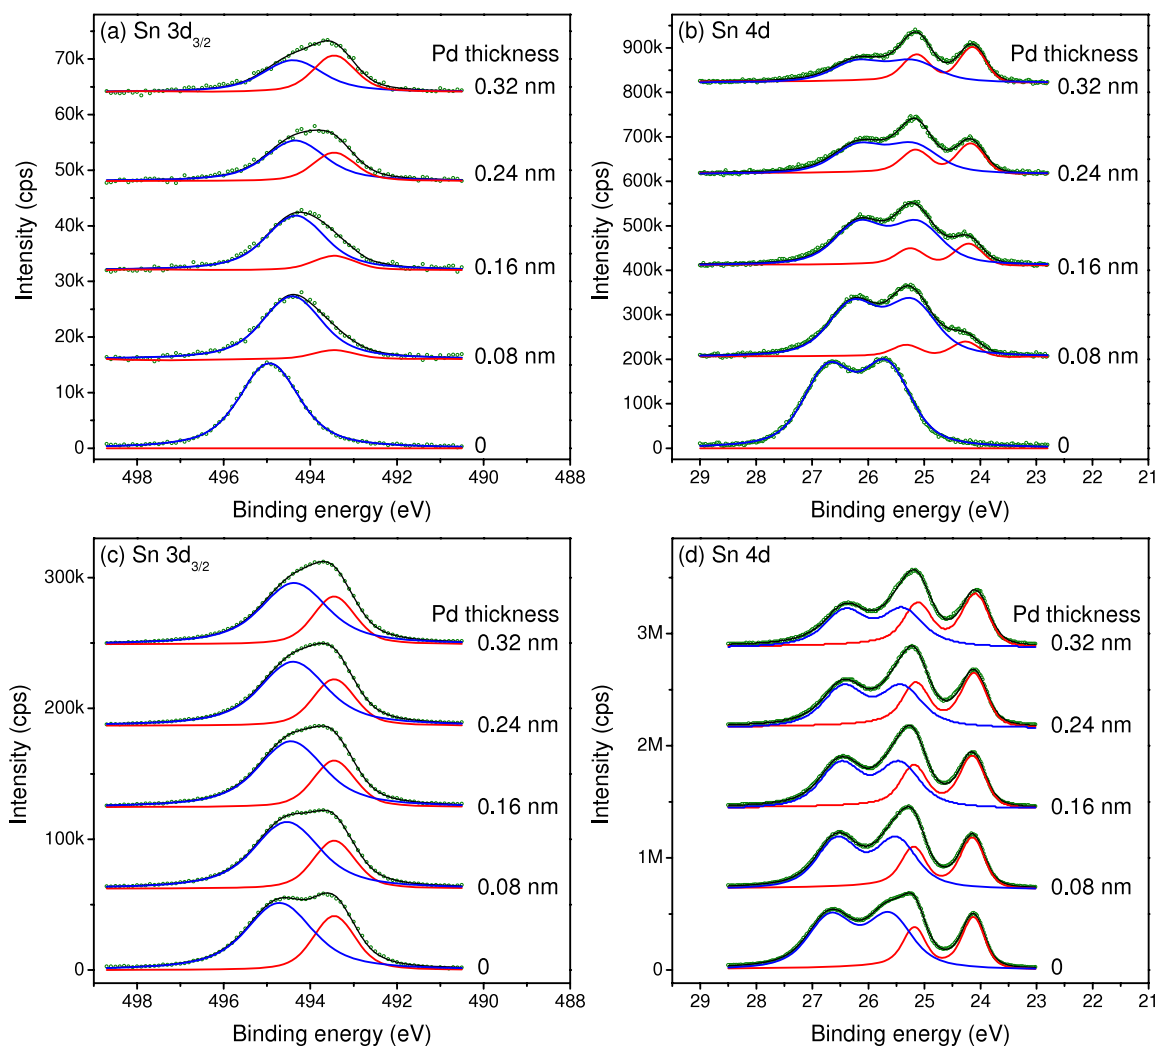 (a) Sn 3d3/2
Pd thickness
0.32 nm
0.24 nm
0.16 nm
0.08 nm
0
70k
60k
50k
40k
30k
20k
10k
0
Intensity (cps)
498 496 494 492 490 488
Binding energy (eV)
(b) Sn 4d
Pd thickness
0.32 nm
0.24 nm
0.16 nm
0.08 nm
0
900k
800k
700k
600k
500k
400k
300k
200k
100k
0
Intensity (cps)
29 28 27 26 25 24 23 22 21
Binding energy (eV)
(c) Sn 3d3/2
Pd thickness
0.32 nm
0.24 nm
0.16 nm
0.08 nm
0
300k
200k
100k
0
Intensity (cps)
498 496 494 492 490 488
Binding energy (eV)
(d) Sn 4d
Pd thickness
0.32 nm
0.24 nm
0.16 nm
0.08 nm
0
3M
2M
1M
0
Intensity (cps)
29 28 27 26 25 24 23 22 21
Binding energy (eV)